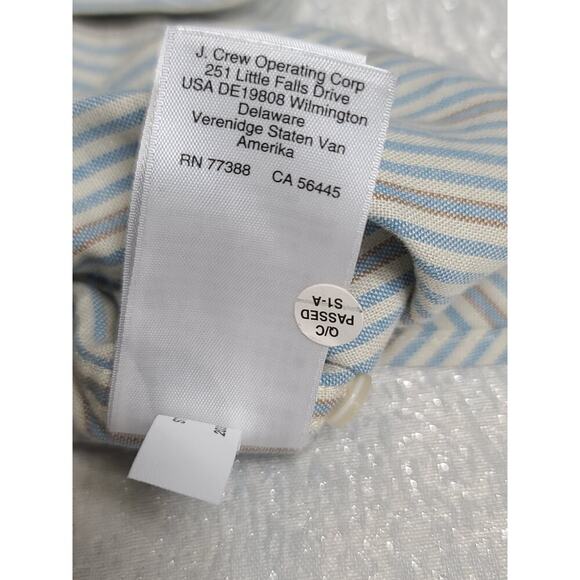 J. Crew Operating Corp
251 Little Falls Drive
USA DE19808 Wilmington
Delaware
Verenidge Staten Van
Amerika
RN 77388 CA 56445
Q/C
PASSED
S1-A